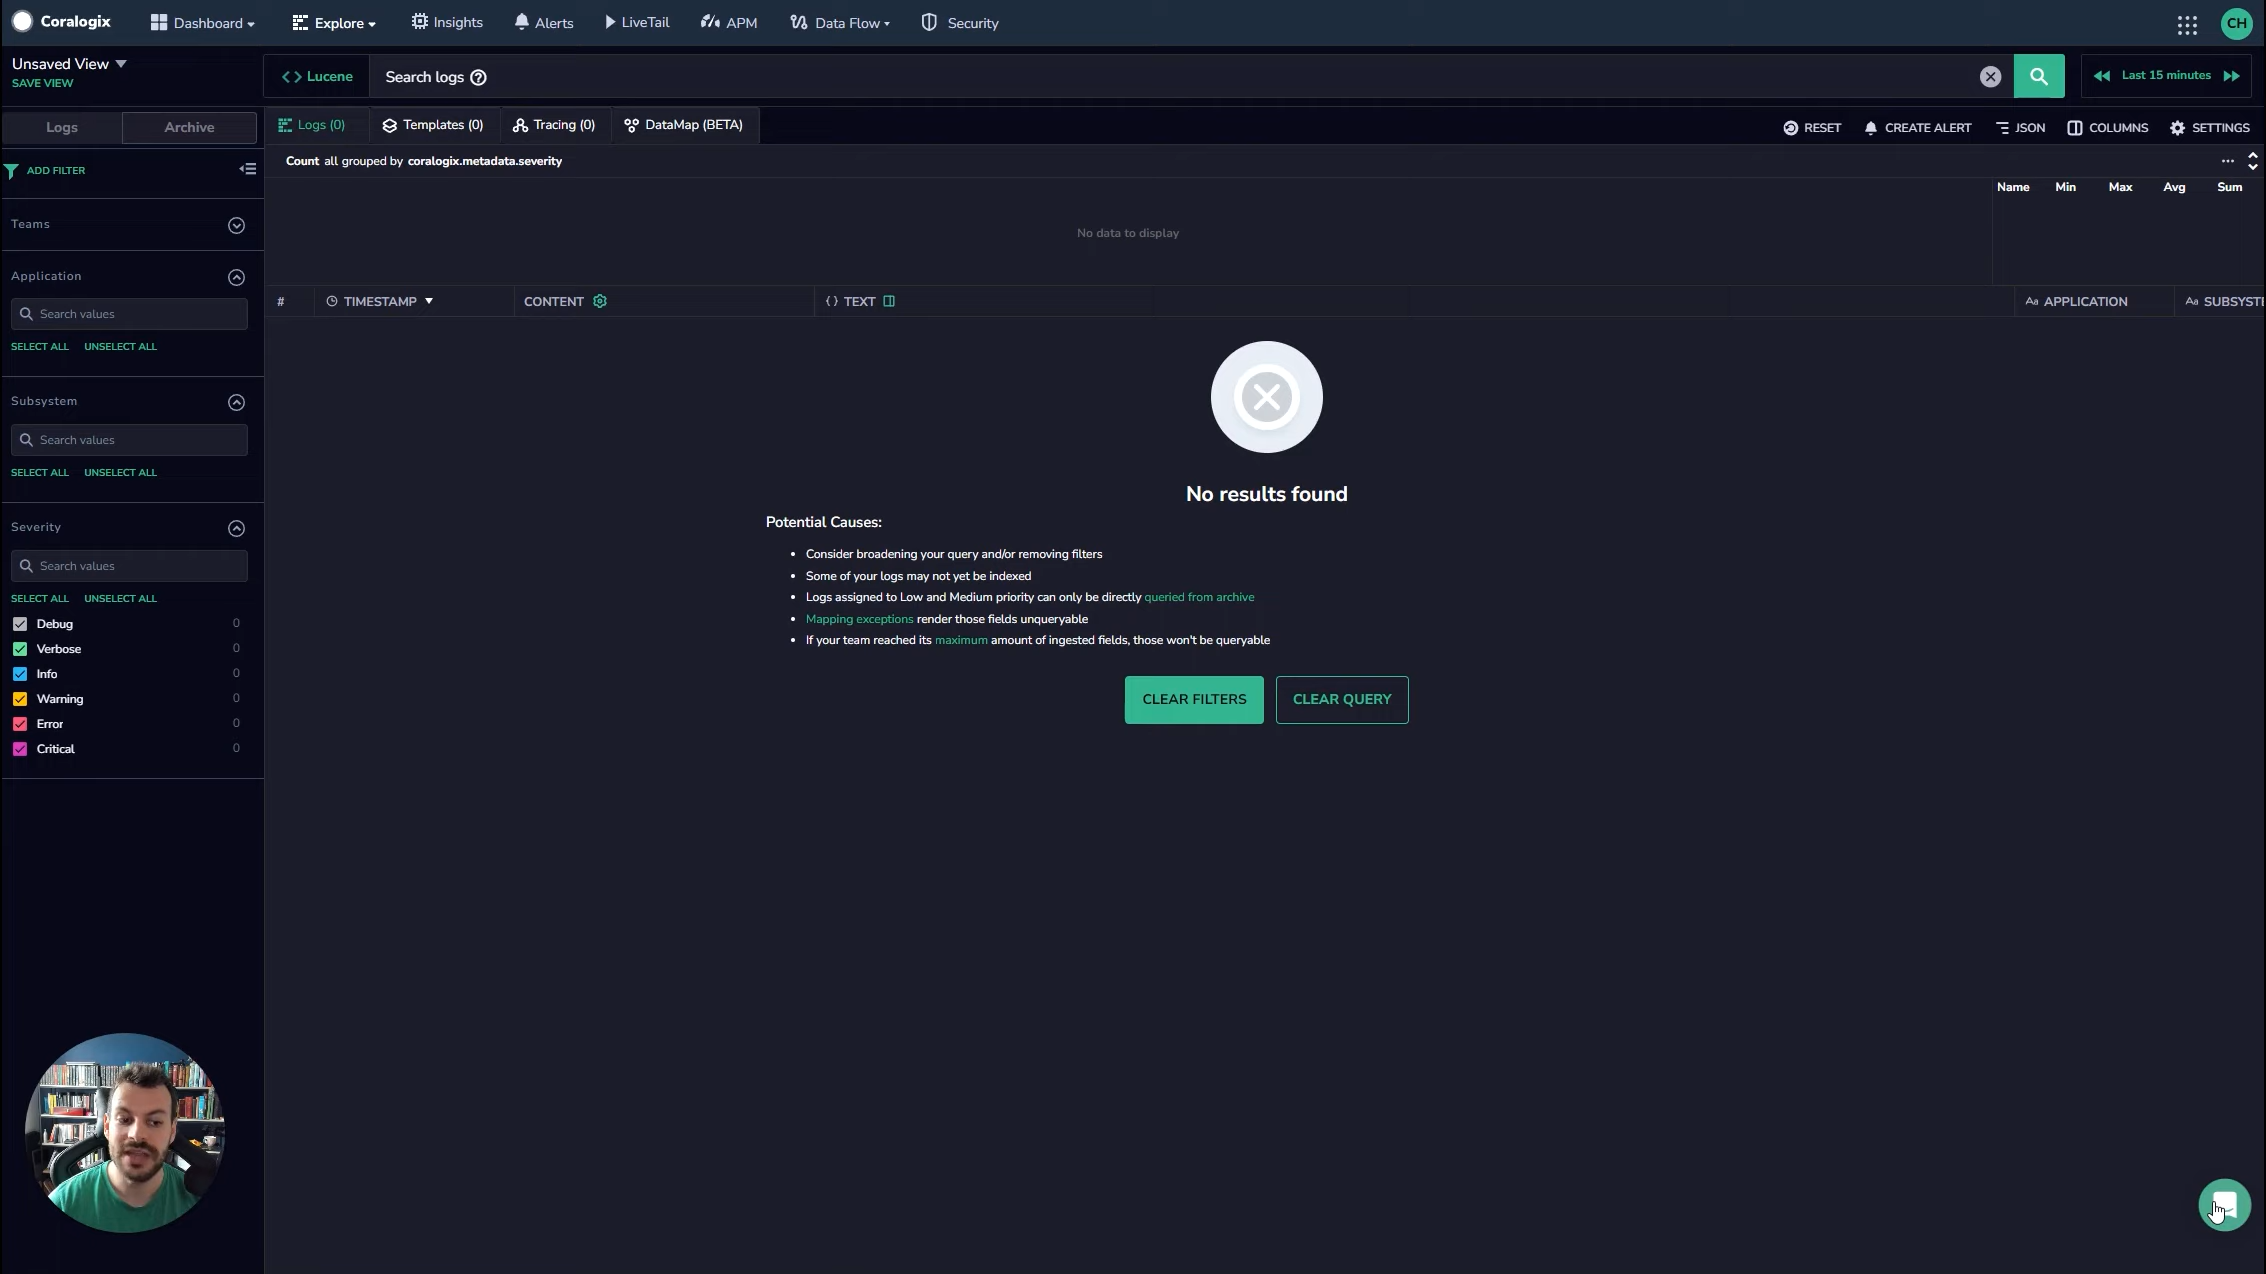 Coralogix Dashboard Explore Insights Alerts LiveTail APM Data Flow Security CH
Unsaved View
SAVE VIEW
Lucene Search logs Last 15 minutes
Logs Archive
Logs (0) Templates (0) Tracing (0) DataMap (BETA) RESET CREATE ALERT JSON COLUMNS SETTINGS
ADD FILTER
Count all grouped by coralogix.metadata.severity ...
Name Min Max Avg Sum
No data to display
Teams
Application
Search values
SELECT ALL UNSELECT ALL
Subsystem
Search values
SELECT ALL UNSELECT ALL
Severity
Search values
SELECT ALL UNSELECT ALL
Debug 0
Verbose 0
Info 0
Warning 0
Error 0
Critical 0
# TIMESTAMP CONTENT {} TEXT Aa APPLICATION Aa SUBSYSTE
No results found
Potential Causes:
• Consider broadening your query and/or removing filters
• Some of your logs may not yet be indexed
• Logs assigned to Low and Medium priority can only be directly queried from archive
• Mapping exceptions render those fields unqueryable
• If your team reached its maximum amount of ingested fields, those won't be queryable
CLEAR FILTERS CLEAR QUERY